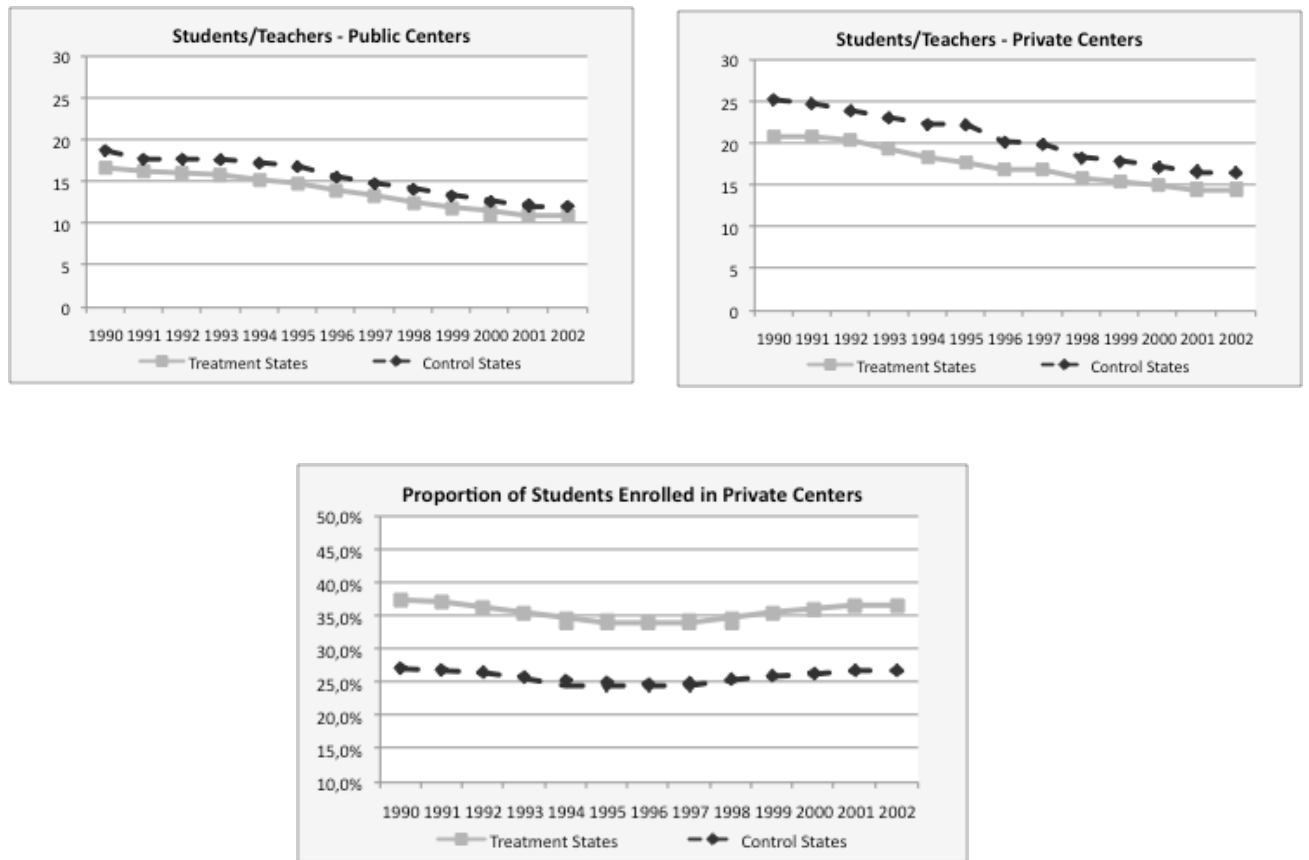 Students/Teachers - Public Centers
30
25
20
15
10
5
0
1990 1991 1992 1993 1994 1995 1996 1997 1998 1999 2000 2001 2002
Treatment States Control States
Students/Teachers - Private Centers
30
25
20
15
10
5
0
1990 1991 1992 1993 1994 1995 1996 1997 1998 1999 2000 2001 2002
Treatment States Control States
Proportion of Students Enrolled in Private Centers
50,0%
45,0%
40,0%
35,0%
30,0%
25,0%
20,0%
15,0%
10,0%
1990 1991 1992 1993 1994 1995 1996 1997 1998 1999 2000 2001 2002
Treatment States Control States